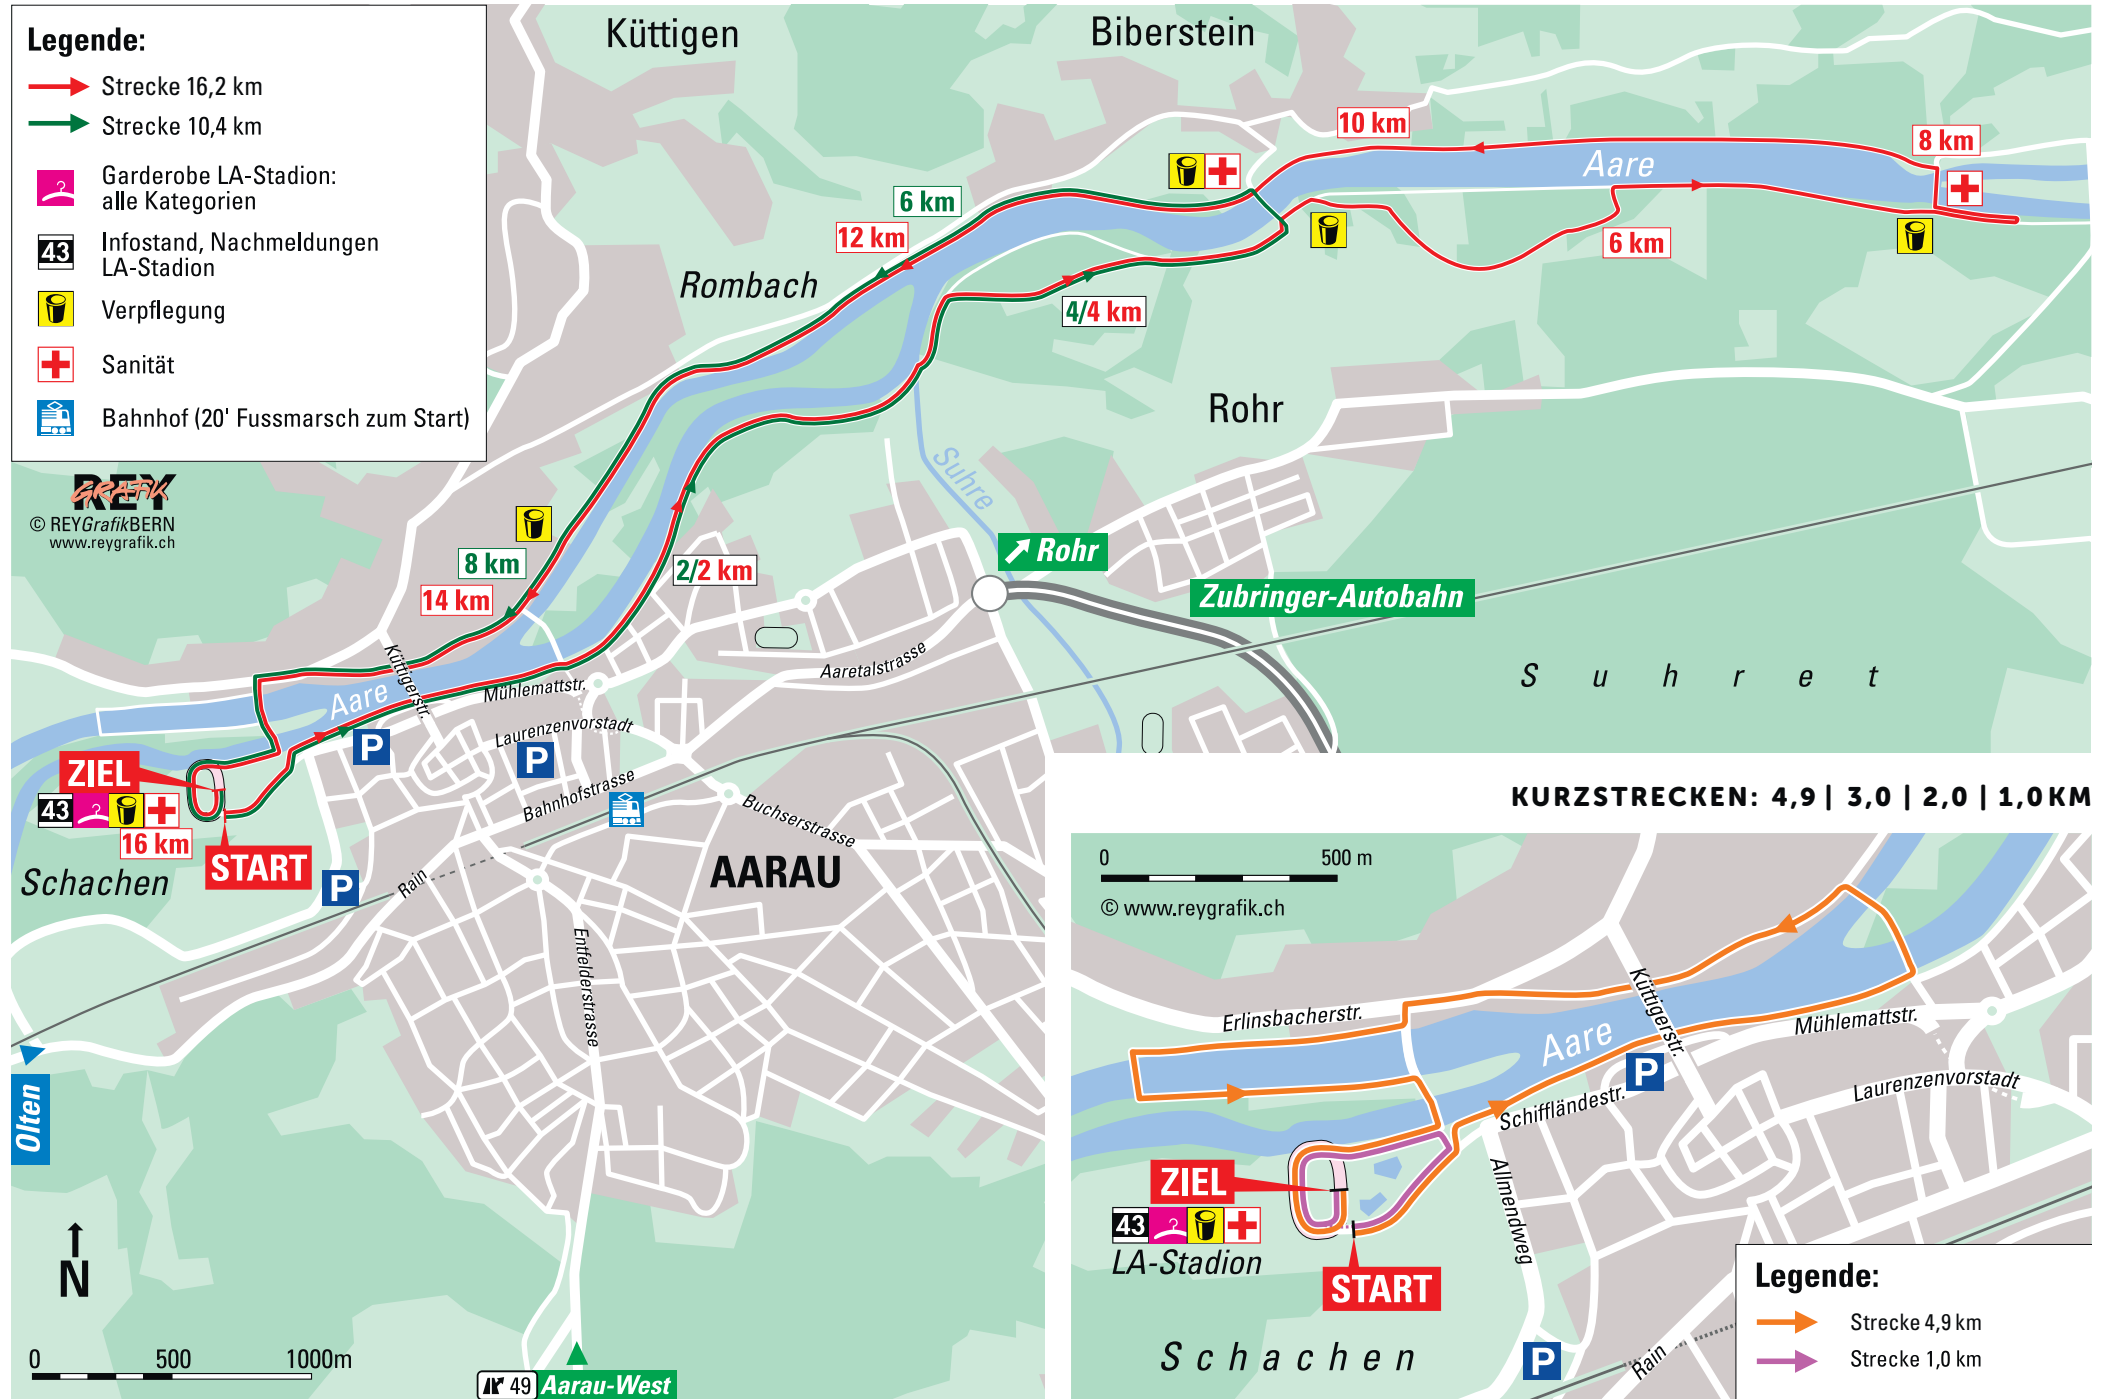 Legende:
Strecke 16,2 km
Strecke 10,4 km
Garderobe LA-Stadion:
alle Kategorien
43
Infostand, Nachmeldungen
LA-Stadion
Verpflegung
Sanität
Bahnhof (20' Fussmarsch zum Start)
REY
GRAFIK
© REYGrafikBERN
www.reygrafik.ch
Küttigen
Biberstein
10 km
8 km
Aare
6 km
12 km
6 km
Rombach
4/4 km
Rohr
Suhre
8 km
14 km
2/2 km
Rohr
Zubringer-Autobahn
Suhret
Aaretalstrasse
Küttigerstr.
Aare
Mühlemattstr.
Laurenzenvorstadt
P
P
ZIEL
43
16 km
START
Bahnhofstrasse
Buchserstrasse
Schachen
P
Rain
AARAU
Entfelderstrasse
Olten
N
0 500 1000m
49 Aarau-West
KURZSTRECKEN: 4,9 | 3,0 | 2,0 | 1,0 KM
0 500 m
© www.reygrafik.ch
Erlinsbacherstr.
Küttigerstr.
Aare
Mühlemattstr.
P
Schiffländestr.
Laurenzenvorstadt
ZIEL
43
LA-Stadion
START
Allmendweg
Schachen
P
Rain
Legende:
Strecke 4,9 km
Strecke 1,0 km